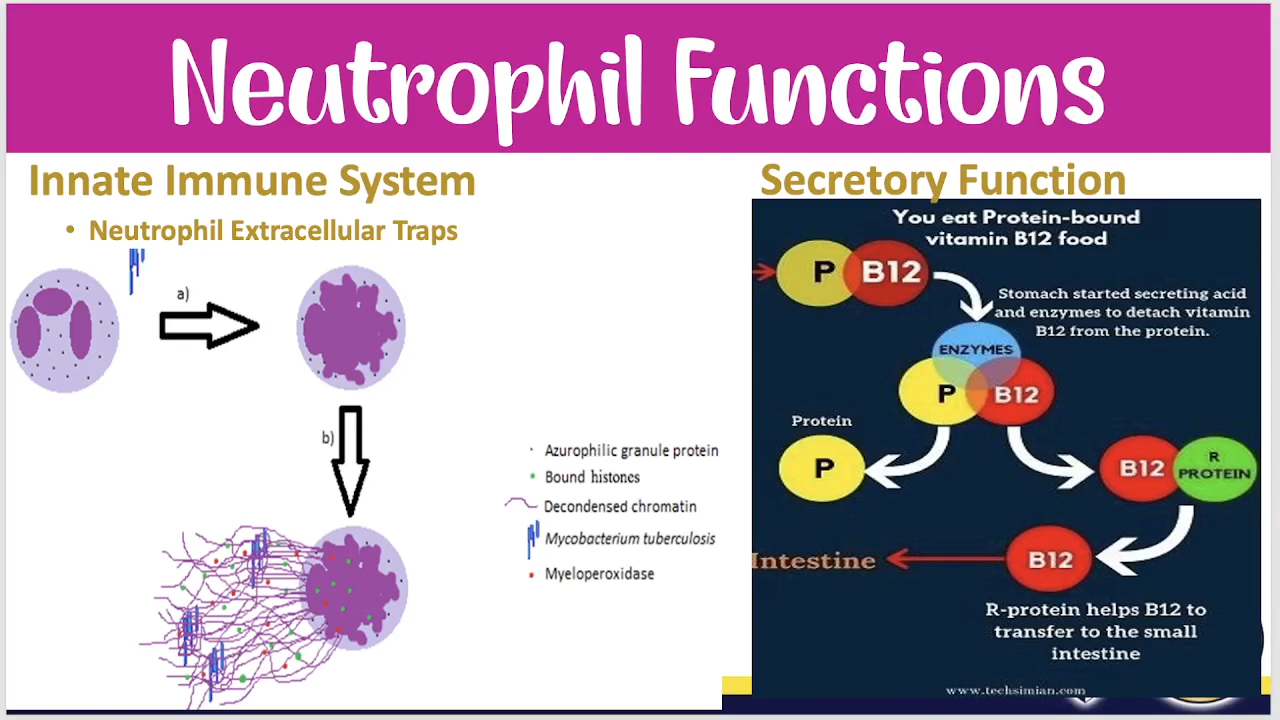 Neutrophil Functions
Innate Immune System
• Neutrophil Extracellular Traps
a)
b)
Azurophilic granule protein
Bound histones
Decondensed chromatin
Mycobacterium tuberculosis
Myeloperoxidase
Secretory Function
You eat Protein-bound
vitamin B12 food
P
B12
Stomach started secreting acid
and enzymes to detach vitamin
B12 from the protein.
ENZYMES
P
B12
Protein
P
B12
R
PROTEIN
Intestine
B12
R-protein helps B12 to
transfer to the small
intestine
www.techsimian.com